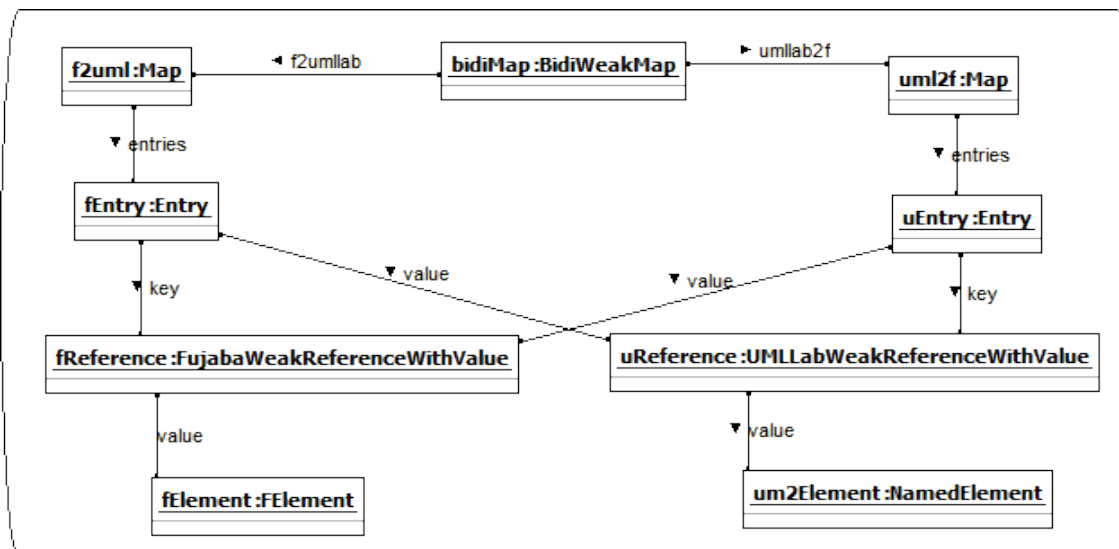 f2uml :Map
◄ f2umllab
bidiMap :BidiWeakMap
► umllab2f
uml2f :Map
▼ entries
▼ entries
fEntry :Entry
uEntry :Entry
▼ value
▼ value
▼ key
▼ key
fReference :FujabaWeakReferenceWithValue
uReference :UMLLabWeakReferenceWithValue
value
▼ value
fElement :FElement
um2Element :NamedElement